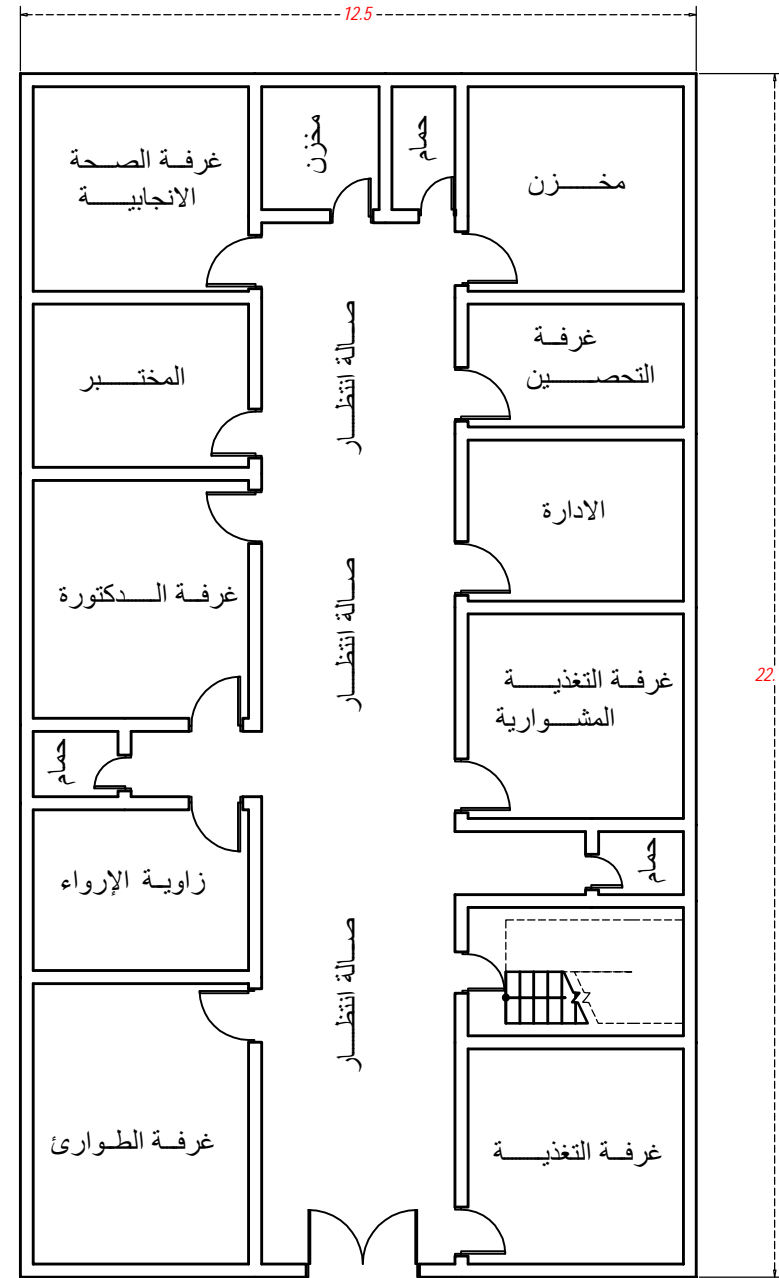 12.5
غرفة الصحة
الانجابية
مخزن
حمام
مخزن
صالة انتظار
غرفة
التحصين
المختبر
الادارة
صالة انتظار
غرفة الدكتورة
غرفة التغذية
المشوارية
22.
حمام
حمام
زاوية الإرواء
صالة انتظار
غرفة الطوارئ
غرفة التغذية